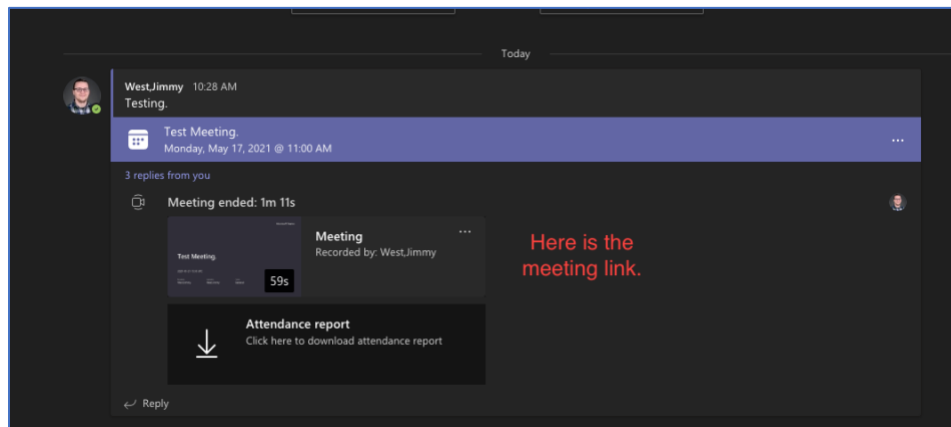 Today
West,Jimmy 10:28 AM
Testing.
Test Meeting.
Monday, May 17, 2021 @ 11:00 AM
3 replies from you
Meeting ended: 1m 11s
Meeting
Recorded by: West,Jimmy
Test Meeting.
59s
Here is the
meeting link.
Attendance report
Click here to download attendance report
Reply